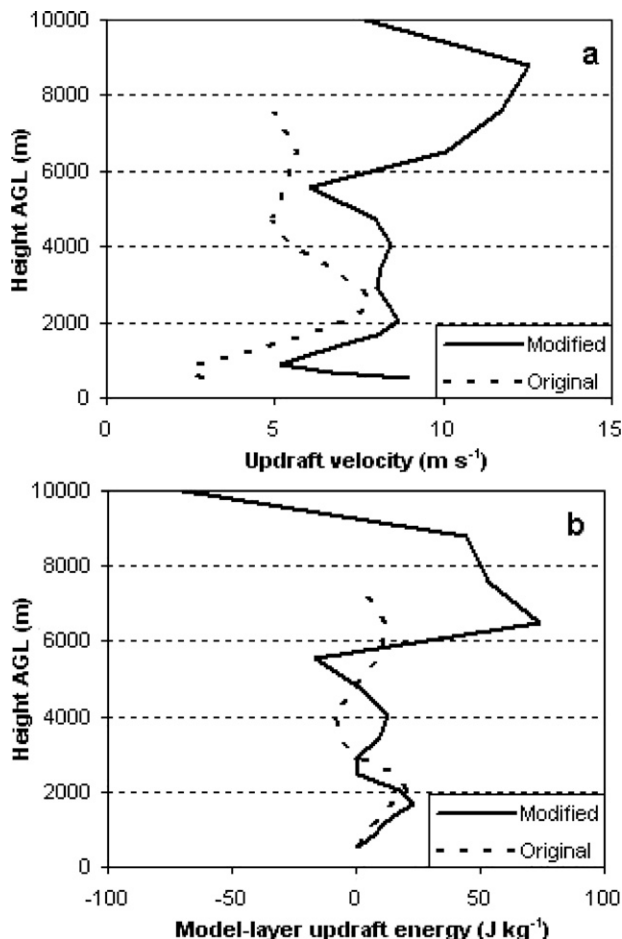 a
10000
8000
6000
4000
2000
0
Height AGL (m)
0 5 10 15
Updraft velocity (m s-1)
Modified
Original
b
10000
8000
6000
4000
2000
0
Height AGL (m)
-100 -50 0 50 100
Model-layer updraft energy (J kg-1)
Modified
Original